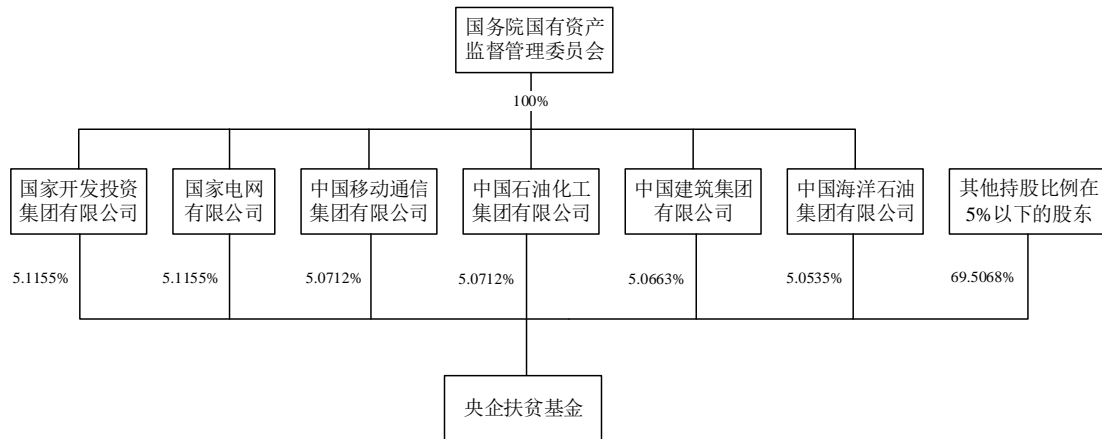 国务院国有资产
监督管理委员会
100%
国家开发投资
集团有限公司
国家电网
有限公司
中国移动通信
集团有限公司
中国石油化工
集团有限公司
中国建筑集团
有限公司
中国海洋石油
集团有限公司
其他持股比例在
5%以下的股东
5.1155%
5.1155%
5.0712%
5.0712%
5.0663%
5.0535%
69.5068%
央企扶贫基金